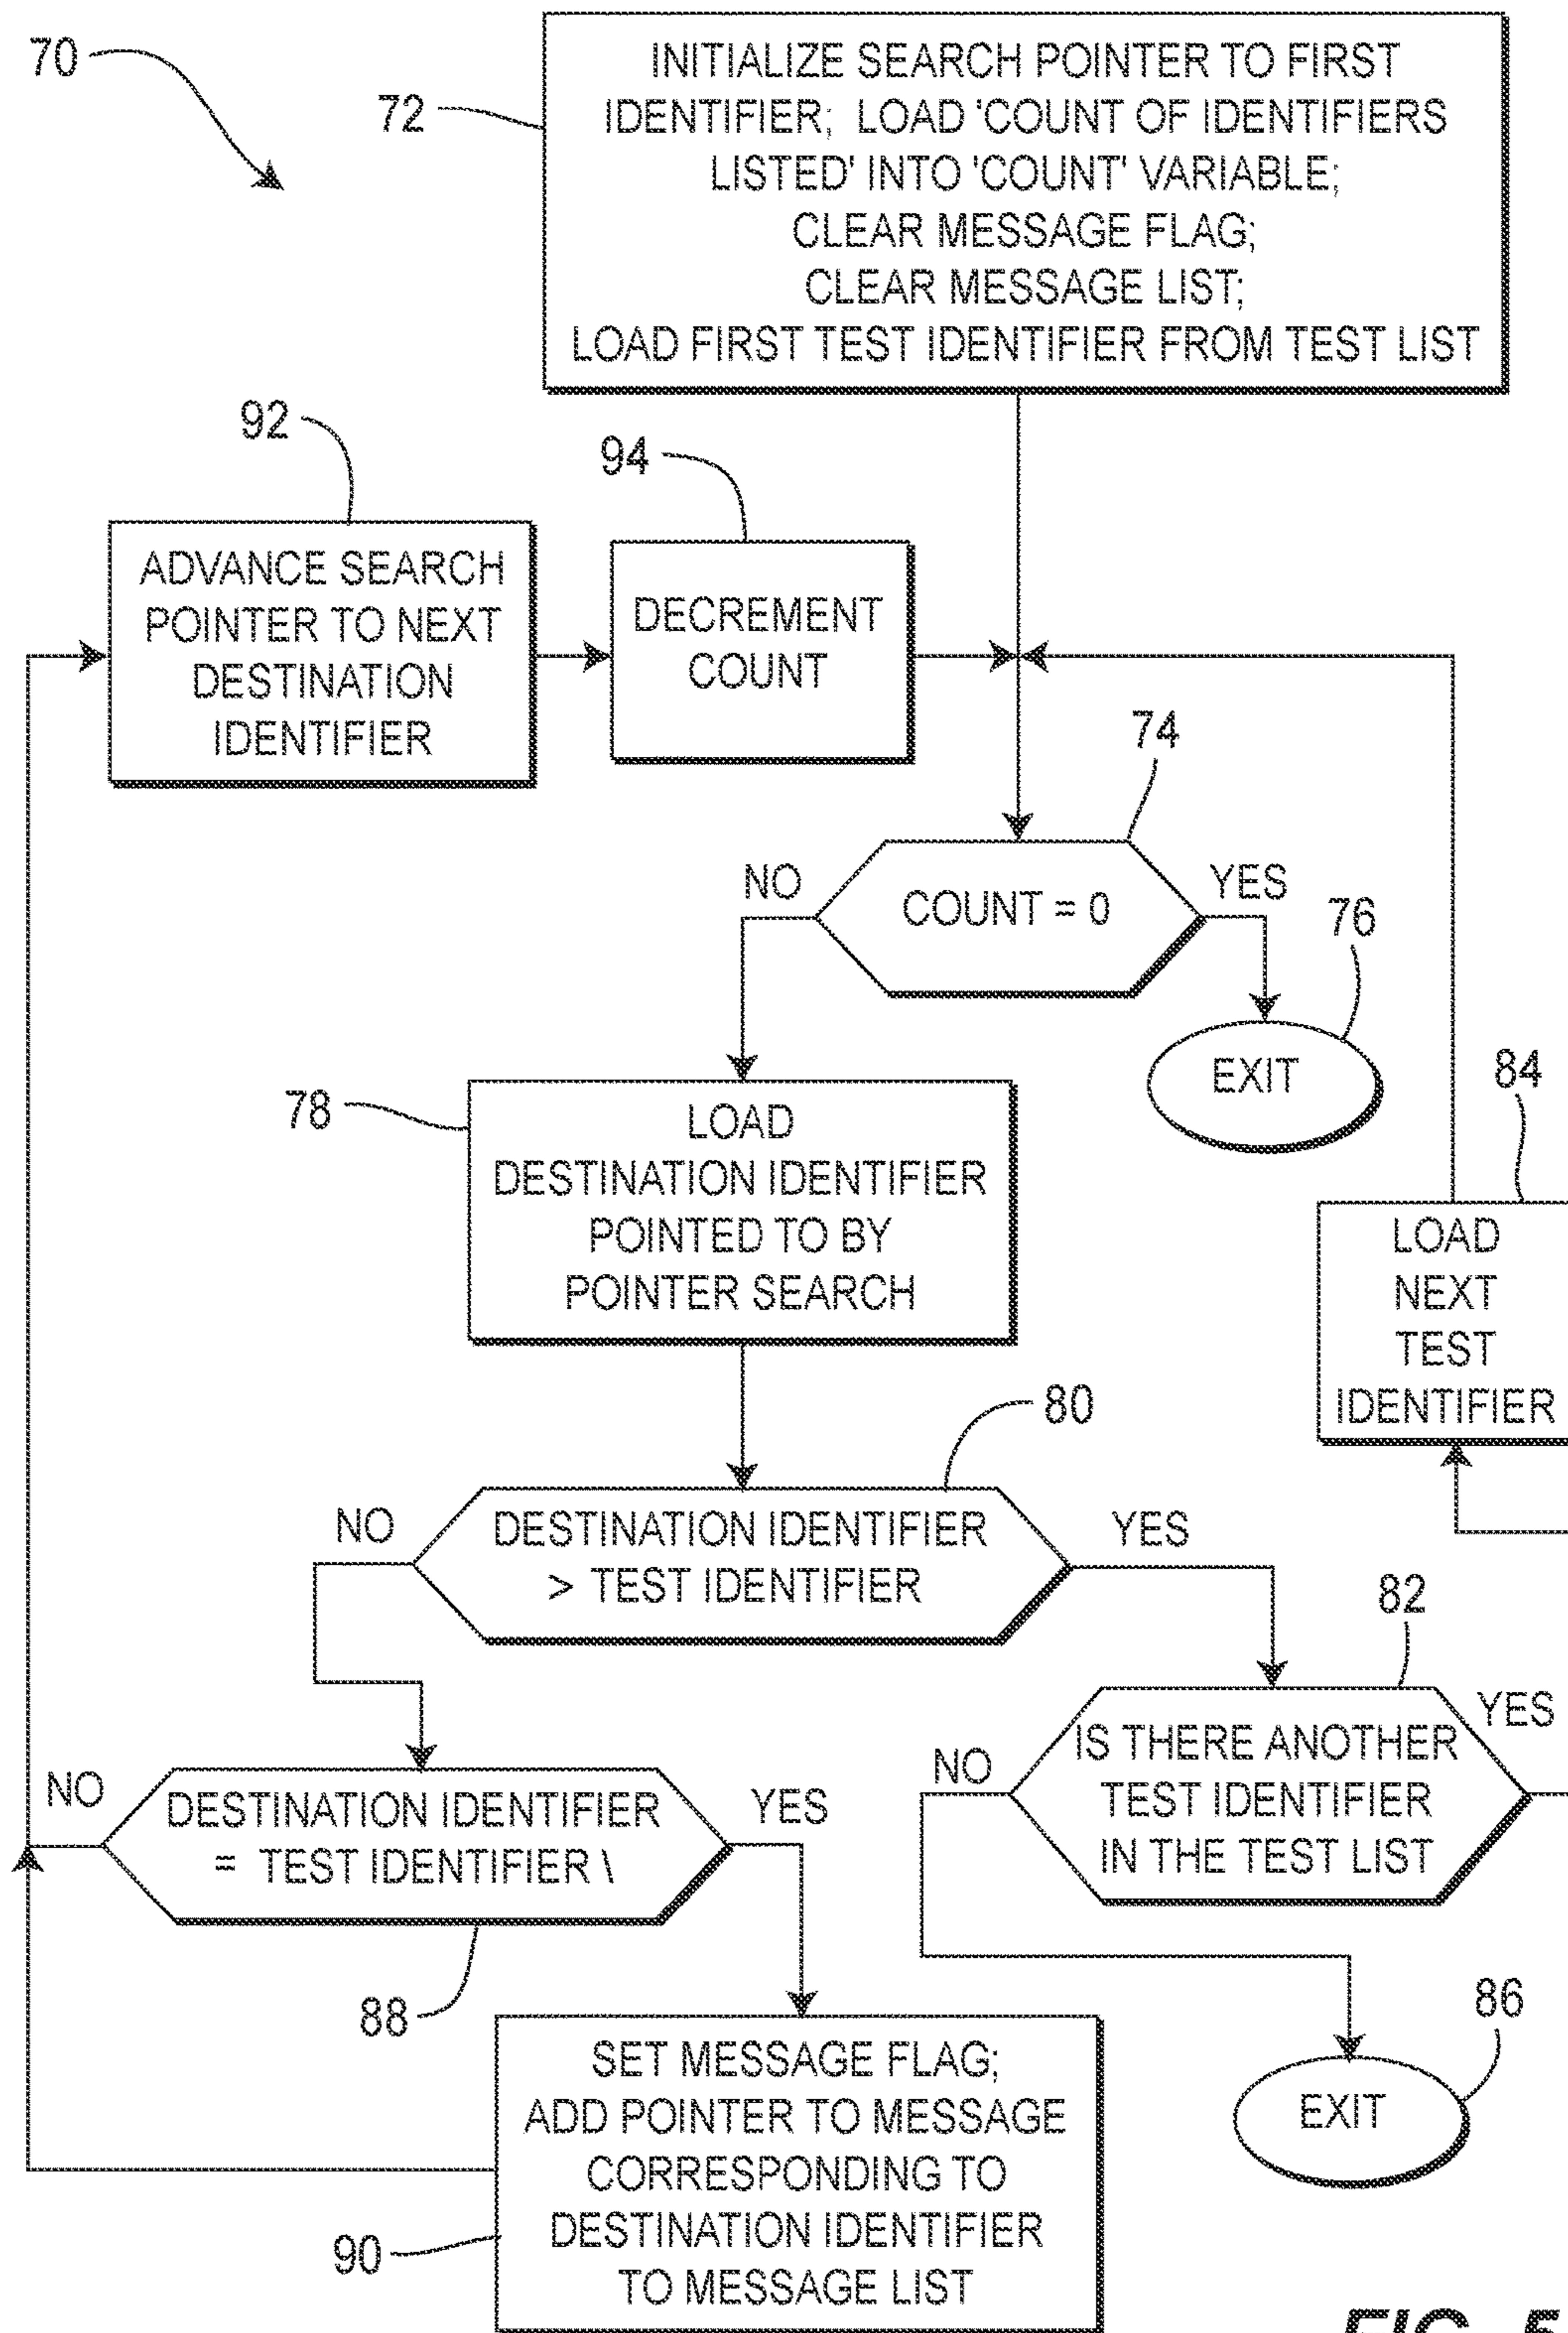 70
72
INITIALIZE SEARCH POINTER TO FIRST
IDENTIFIER; LOAD 'COUNT OF IDENTIFIERS
LISTED' INTO 'COUNT' VARIABLE;
CLEAR MESSAGE FLAG;
CLEAR MESSAGE LIST;
LOAD FIRST TEST IDENTIFIER FROM TEST LIST
92
94
ADVANCE SEARCH
POINTER TO NEXT
DESTINATION
IDENTIFIER
DECREMENT
COUNT
74
NO
COUNT = 0
YES
76
EXIT
78
LOAD
DESTINATION IDENTIFIER
POINTED TO BY
POINTER SEARCH
84
LOAD
NEXT
TEST
IDENTIFIER
80
NO
DESTINATION IDENTIFIER
> TEST IDENTIFIER
YES
82
YES
NO
IS THERE ANOTHER
TEST IDENTIFIER
IN THE TEST LIST
NO
DESTINATION IDENTIFIER
= TEST IDENTIFIER \
YES
88
86
EXIT
SET MESSAGE FLAG;
ADD POINTER TO MESSAGE
CORRESPONDING TO
DESTINATION IDENTIFIER
TO MESSAGE LIST
90
FIG. 5